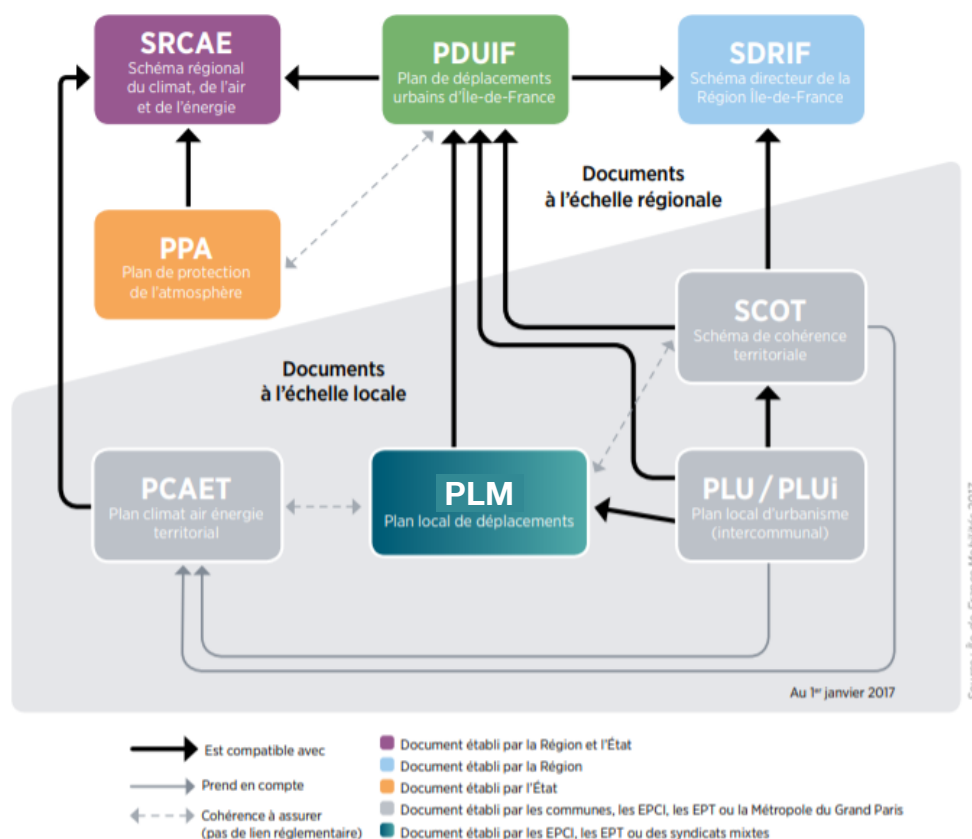 SRCAE
Schéma régional
du climat, de l'air
et de l'énergie
PDUIF
Plan de déplacements
urbains d'Île-de-France
SDRIF
Schéma directeur de la
Région Île-de-France
Documents
à l'échelle régionale
PPA
Plan de protection
de l'atmosphère
SCOT
Schéma de cohérence
territoriale
Documents
à l'échelle locale
PCAET
Plan climat air énergie
territorial
PLM
Plan local de déplacements
PLU / PLUi
Plan local d'urbanisme
(intercommunal)
Au 1er janvier 2017
Est compatible avec
Prend en compte
Cohérence à assurer
(pas de lien réglementaire)
Document établi par la Région et l'État
Document établi par la Région
Document établi par l'État
Document établi par les communes, les EPCI, les EPT ou la Métropole du Grand Paris
Document établi par les EPCI, les EPT ou des syndicats mixtes